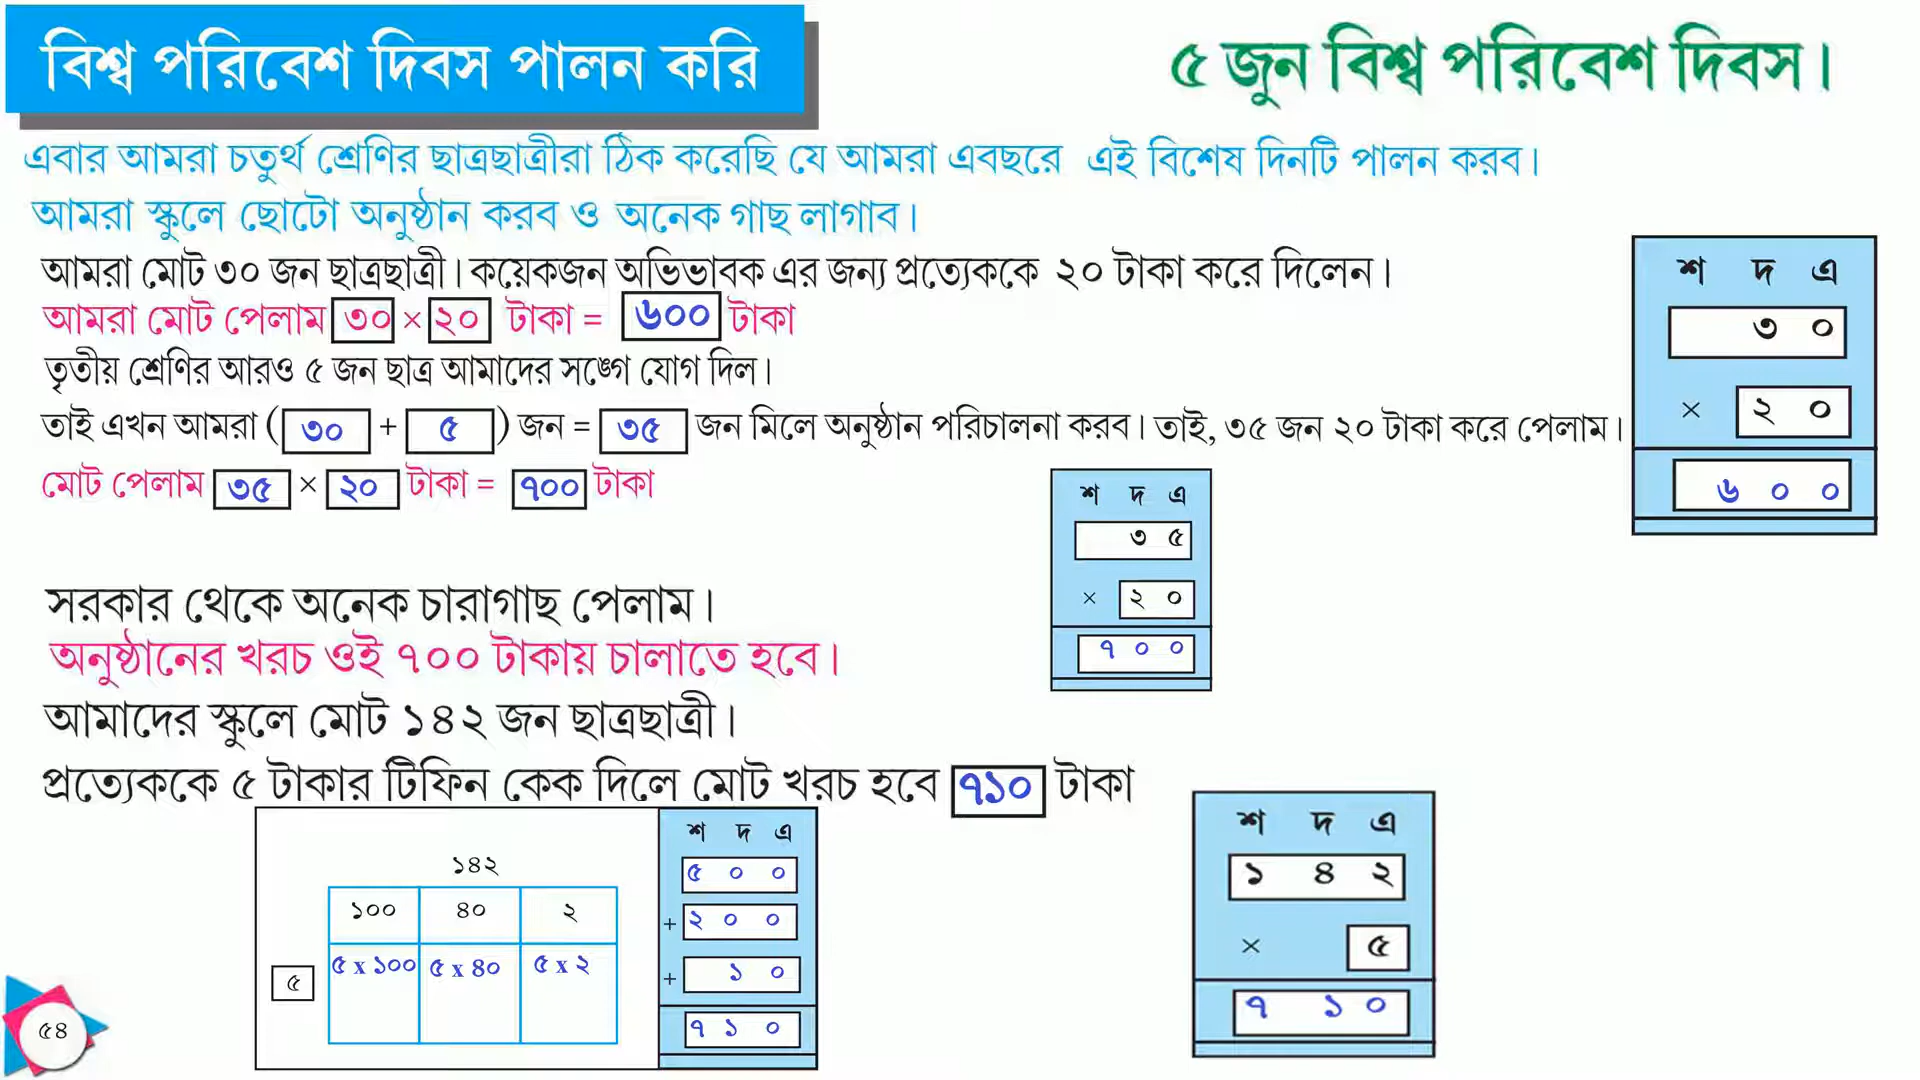 বিশ্ব পরিবেশ দিবস পালন করি
৫ জুন বিশ্ব পরিবেশ দিবস।
এবার আমরা চতুর্থ শ্রেণির ছাত্রছাত্রীরা ঠিক করেছি যে আমরা এবছরে এই বিশেষ দিনটি পালন করব।
আমরা স্কুলে ছোটো অনুষ্ঠান করব ও অনেক গাছ লাগাব।
আমরা মোট ৩০ জন ছাত্রছাত্রী। কয়েকজন অভিভাবক এর জন্য প্রত্যেককে ২০ টাকা করে দিলেন।
আমরা মোট পেলাম ৩০ × ২০ টাকা = ৬০০ টাকা
তৃতীয় শ্রেণির আরও ৫ জন ছাত্র আমাদের সঙ্গে যোগ দিল।
তাই এখন আমরা ( ৩০ + ৫ ) জন = ৩৫ জন মিলে অনুষ্ঠান পরিচালনা করব। তাই, ৩৫ জন ২০ টাকা করে পেলাম।
মোট পেলাম ৩৫ × ২০ টাকা = ৭০০ টাকা
শ দ এ
৩ ০
× ২ ০
৬ ০ ০
শ দ এ
৩ ৫
× ২ ০
৭ ০ ০
সরকার থেকে অনেক চারাগাছ পেলাম।
অনুষ্ঠানের খরচ ওই ৭০০ টাকায় চালাতে হবে।
আমাদের স্কুলে মোট ১৪২ জন ছাত্রছাত্রী।
প্রত্যেককে ৫ টাকার টিফিন কেক দিলে মোট খরচ হবে ৭১০ টাকা
১৪২
১০০ ৪০ ২
৫ ৫ x ১০০ ৫ x ৪০ ৫ x ২
শ দ এ
৫ ০ ০
+ ২ ০ ০
+ ১ ০
৭ ১ ০
শ দ এ
১ ৪ ২
× ৫
৭ ১ ০
৫৪